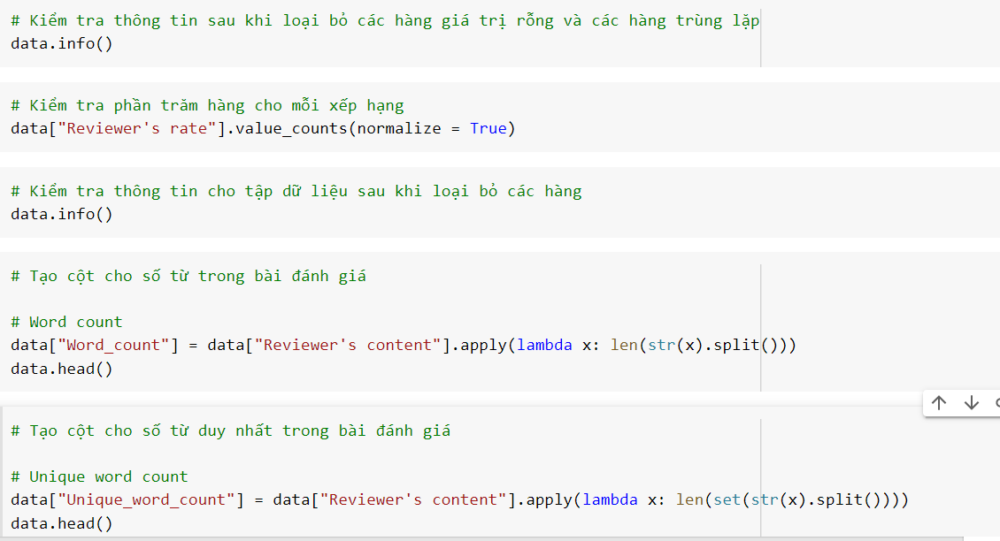 # Kiểm tra thông tin sau khi loại bỏ các hàng giá trị rỗng và các hàng trùng lặp
data.info()
# Kiểm tra phần trăm hàng cho mỗi xếp hạng
data["Reviewer's rate"].value_counts(normalize = True)
# Kiểm tra thông tin cho tập dữ liệu sau khi loại bỏ các hàng
data.info()
# Tạo cột cho số từ trong bài đánh giá
# Word count
data["Word_count"] = data["Reviewer's content"].apply(lambda x: len(str(x).split()))
data.head()
# Tạo cột cho số từ duy nhất trong bài đánh giá
# Unique word count
data["Unique_word_count"] = data["Reviewer's content"].apply(lambda x: len(set(str(x).split())))
data.head()